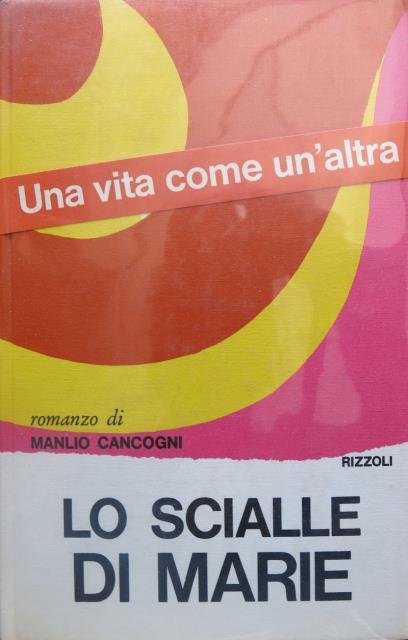 Una vita come un'altra
romanzo di
MANLIO CANCOGNI
RIZZOLI
LO SCIALLE
DI MARIE